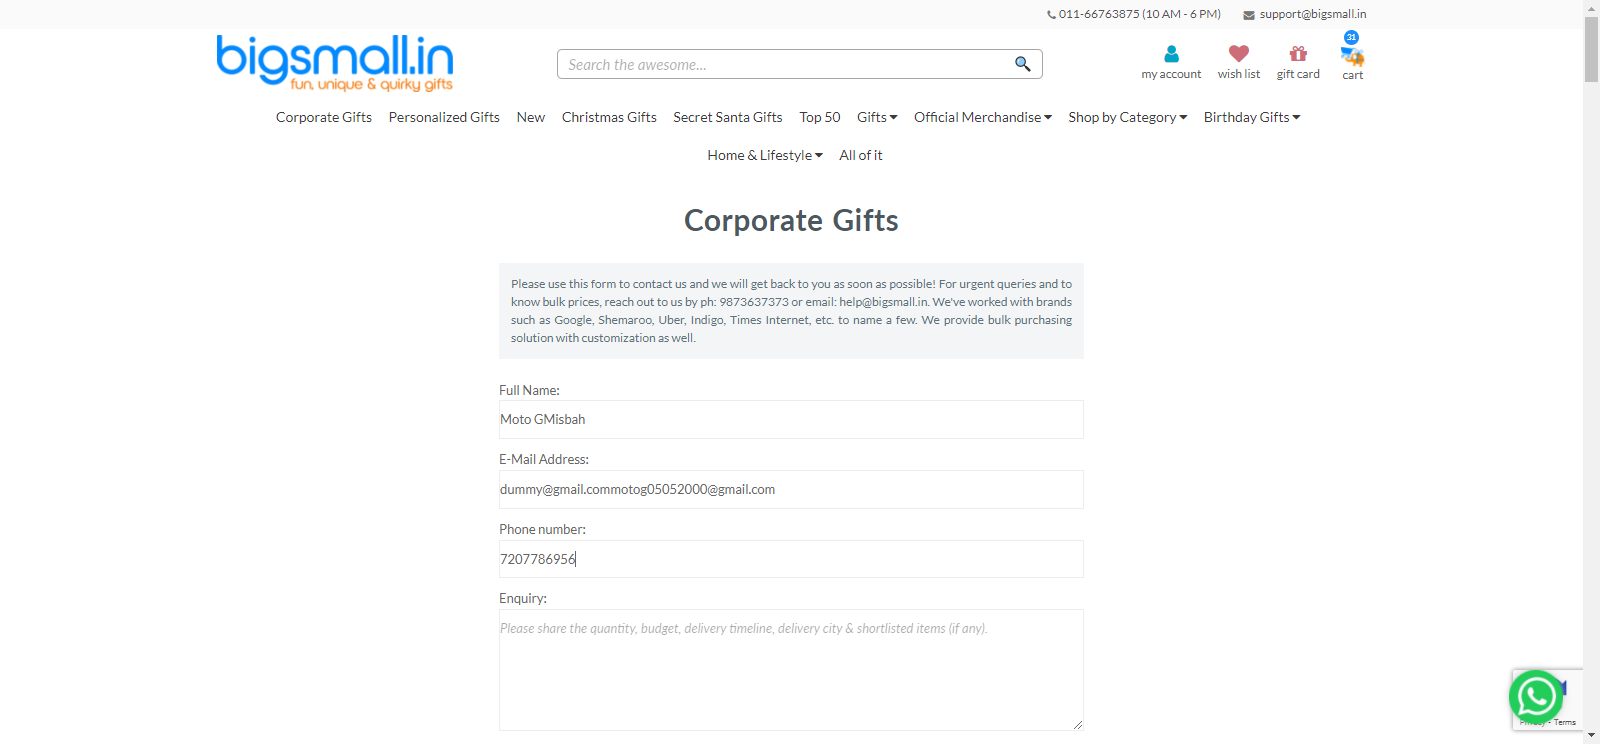 011-66763875 (10 AM - 6 PM) support@bigsmall.in
bigsmall.in
fun, unique & quirky gifts
Search the awesome...
31
my account wish list gift card cart
Corporate Gifts Personalized Gifts New Christmas Gifts Secret Santa Gifts Top 50 Gifts Official Merchandise Shop by Category Birthday Gifts
Home & Lifestyle All of it
Corporate Gifts
Please use this form to contact us and we will get back to you as soon as possible! For urgent queries and to
know bulk prices, reach out to us by ph: 9873637373 or email: help@bigsmall.in. We've worked with brands
such as Google, Shemaroo, Uber, Indigo, Times Internet, etc. to name a few. We provide bulk purchasing
solution with customization as well.
Full Name:
Moto GMisbah
E-Mail Address:
dummy@gmail.commotog05052000@gmail.com
Phone number:
7207786956
Enquiry:
Please share the quantity, budget, delivery timeline, delivery city & shortlisted items (if any).
Privacy - Terms